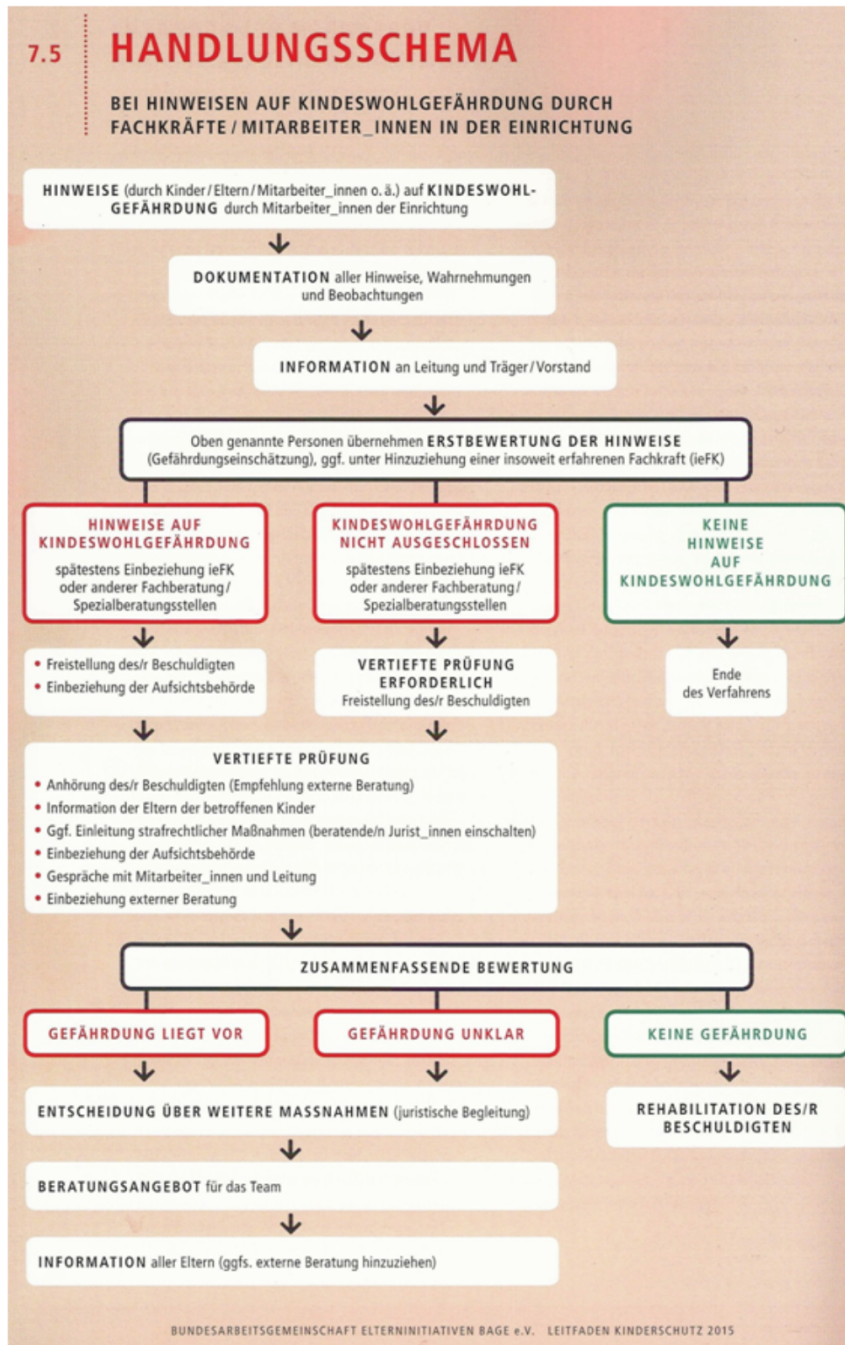 7.5
HANDLUNGSSCHEMA
BEI HINWEISEN AUF KINDESWOHLGEFÄHRDUNG DURCH
FACHKRÄFTE / MITARBEITER_INNEN IN DER EINRICHTUNG
HINWEISE (durch Kinder/Eltern/Mitarbeiter_innen o. ä.) auf KINDESWOHL-
GEFÄHRDUNG durch Mitarbeiter_innen der Einrichtung
DOKUMENTATION aller Hinweise, Wahrnehmungen
und Beobachtungen
INFORMATION an Leitung und Träger/Vorstand
Oben genannte Personen übernehmen ERSTBEWERTUNG DER HINWEISE
(Gefährdungseinschätzung), ggf. unter Hinzuziehung einer insoweit erfahrenen Fachkraft (ieFK)
HINWEISE AUF
KINDESWOHLGEFÄHRDUNG
spätestens Einbeziehung ieFK
oder anderer Fachberatung/
Spezialberatungsstellen
KINDESWOHLGEFÄHRDUNG
NICHT AUSGESCHLOSSEN
spätestens Einbeziehung ieFK
oder anderer Fachberatung/
Spezialberatungsstellen
KEINE
HINWEISE
AUF
KINDESWOHLGEFÄHRDUNG
• Freistellung des/r Beschuldigten
• Einbeziehung der Aufsichtsbehörde
VERTIEFTE PRÜFUNG
ERFORDERLICH
Freistellung des/r Beschuldigten
Ende
des Verfahrens
VERTIEFTE PRÜFUNG
• Anhörung des/r Beschuldigten (Empfehlung externe Beratung)
• Information der Eltern der betroffenen Kinder
• Ggf. Einleitung strafrechtlicher Maßnahmen (beratende/n Jurist_innen einschalten)
• Einbeziehung der Aufsichtsbehörde
• Gespräche mit Mitarbeiter_innen und Leitung
• Einbeziehung externer Beratung
ZUSAMMENFASSENDE BEWERTUNG
GEFÄHRDUNG LIEGT VOR
GEFÄHRDUNG UNKLAR
KEINE GEFÄHRDUNG
ENTSCHEIDUNG ÜBER WEITERE MASSNAHMEN (juristische Begleitung)
REHABILITATION DES/R
BESCHULDIGTEN
BERATUNGSANGEBOT für das Team
INFORMATION aller Eltern (ggfs. externe Beratung hinzuziehen)
BUNDESARBEITSGEMEINSCHAFT ELTERNINITIATIVEN BAGE e.V. LEITFADEN KINDERSCHUTZ 2015